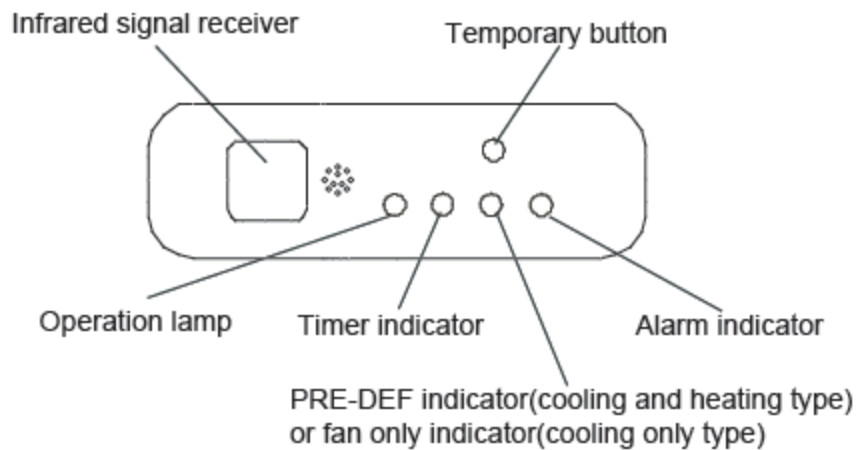 Infrared signal receiver
Temporary button
Operation lamp
Timer indicator
Alarm indicator
PRE-DEF indicator(cooling and heating type)
or fan only indicator(cooling only type)